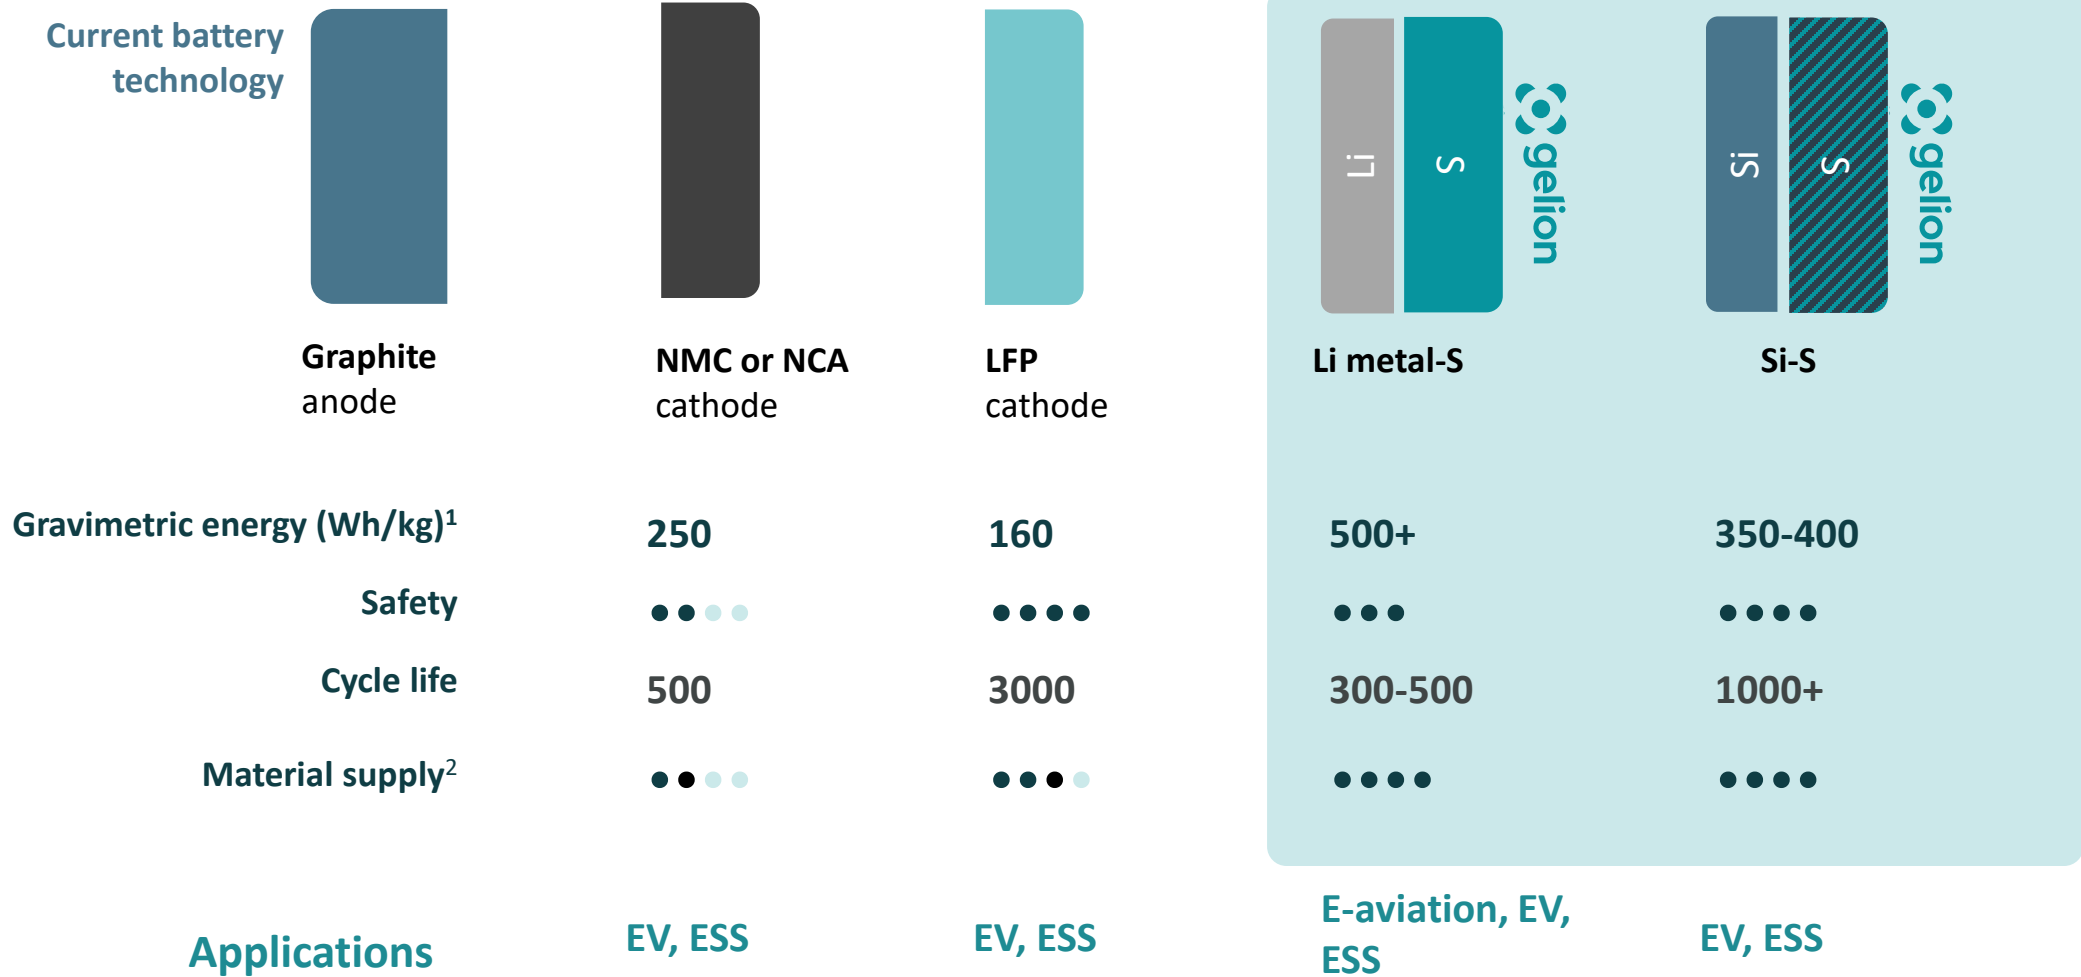 Current battery
technology
Li
S
gelion
Si
S
gelion
Graphite
anode
NMC or NCA
cathode
LFP
cathode
Li metal-S
Si-S
Gravimetric energy (Wh/kg)¹
250
160
500+
350-400
Safety
Cycle life
500
3000
300-500
1000+
Material supply²
Applications
EV, ESS
EV, ESS
E-aviation, EV,
ESS
EV, ESS